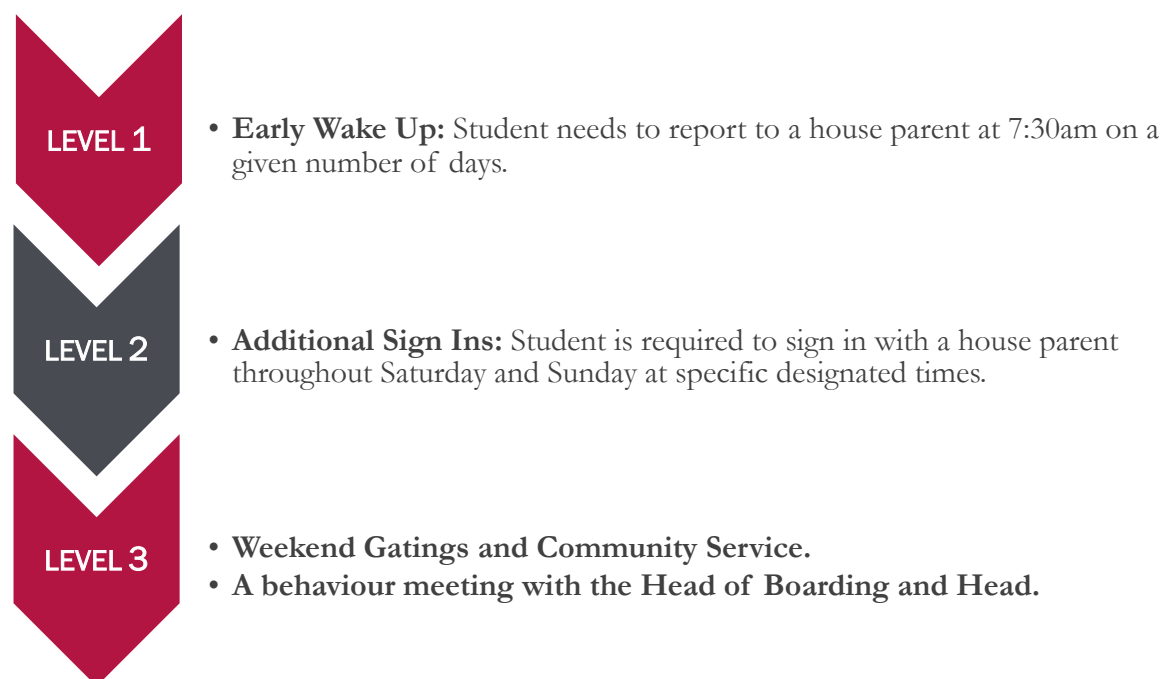 LEVEL 1
• Early Wake Up: Student needs to report to a house parent at 7:30am on a
given number of days.
LEVEL 2
• Additional Sign Ins: Student is required to sign in with a house parent
throughout Saturday and Sunday at specific designated times.
LEVEL 3
• Weekend Gatings and Community Service.
• A behaviour meeting with the Head of Boarding and Head.